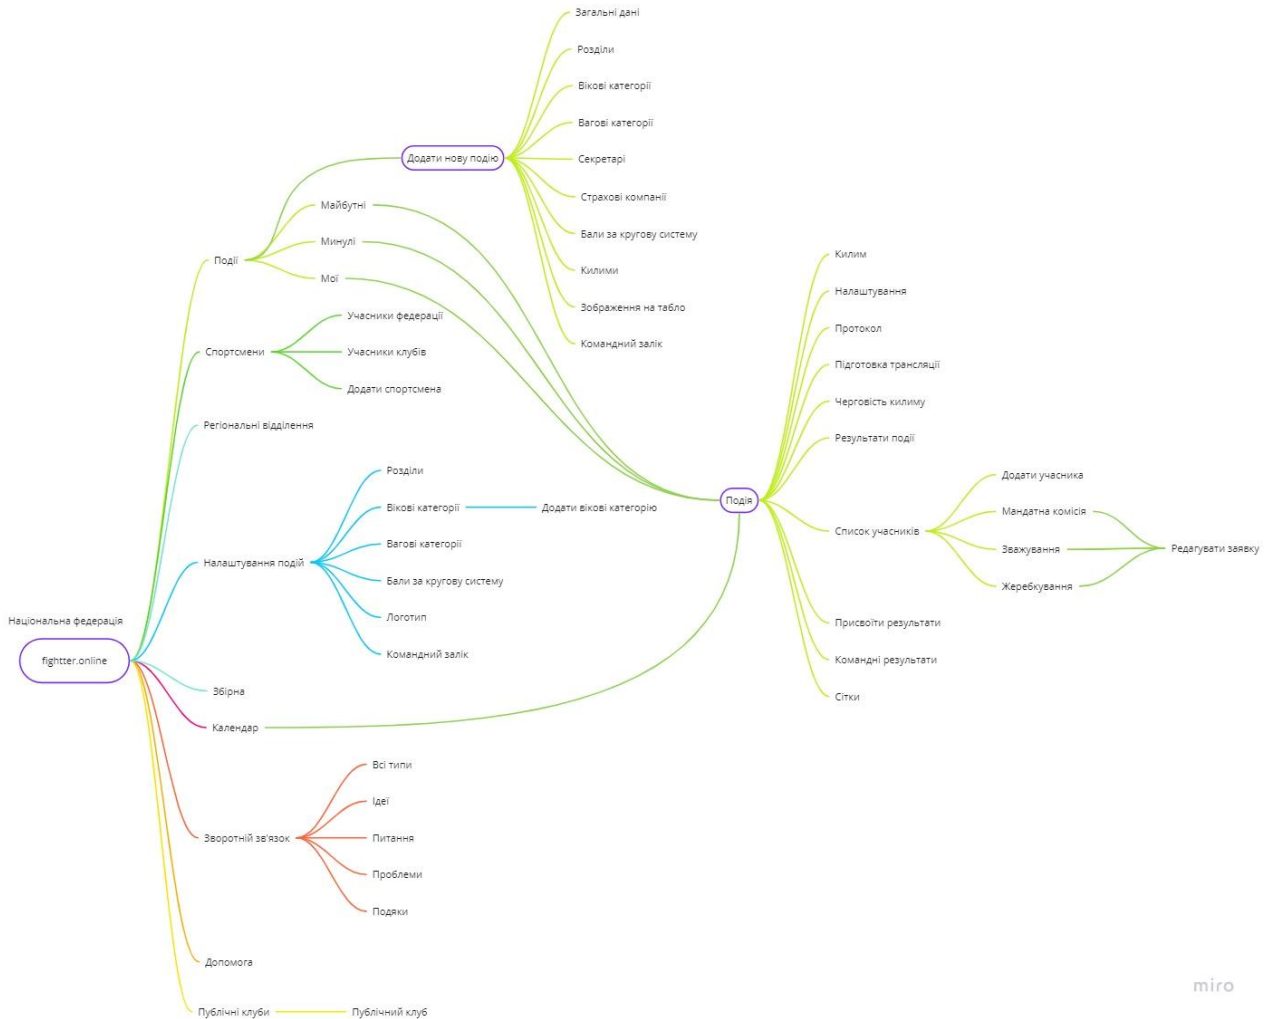 Національна федерація
fightter.online
Події
Додати нову подію
Загальні дані
Розділи
Вікові категорії
Вагові категорії
Секретарі
Страхові компанії
Бали за кругову систему
Килими
Зображення на табло
Командний залік
Майбутні
Минулі
Мої
Спортсмени
Учасники федерації
Учасники клубів
Додати спортсмена
Регіональні відділення
Налаштування подій
Розділи
Вікові категорії
Додати вікові категорію
Вагові категорії
Бали за кругову систему
Логотип
Командний залік
Збірна
Календар
Подія
Килим
Налаштування
Протокол
Підготовка трансляції
Черговість килиму
Результати події
Список учасників
Додати учасника
Мандатна комісія
Зважування
Жеребкування
Редагувати заявку
Присвоїти результати
Командні результати
Сітки
Зворотній зв'язок
Всі типи
Ідеї
Питання
Проблеми
Подяки
Допомога
Публічні клуби
Публічний клуб
miro